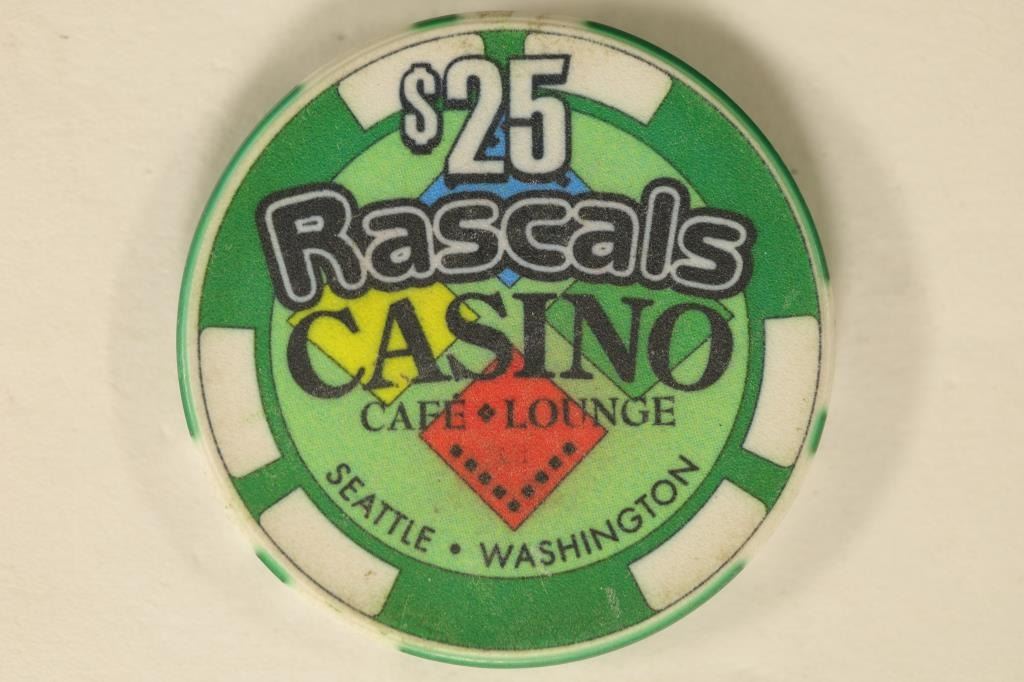 $25
Rascals
CASINO
CAFÉ • LOUNGE
SEATTLE • WASHINGTON